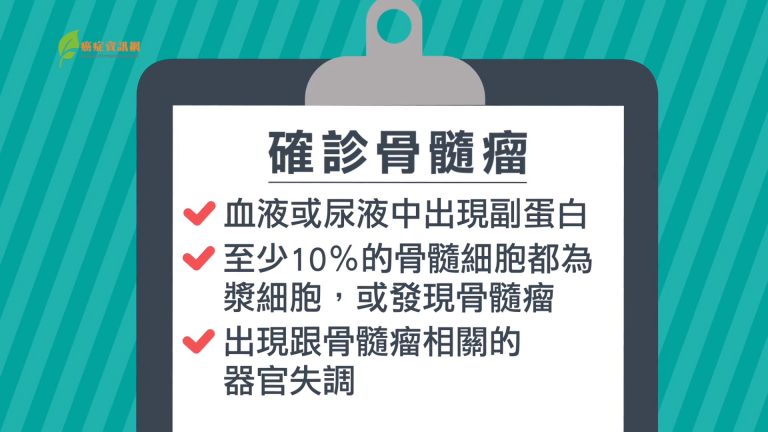 癌症資訊網
確診骨髓瘤
血液或尿液中出現副蛋白
至少10%的骨髓細胞都為
漿細胞，或發現骨髓瘤
出現跟骨髓瘤相關的
器官失調